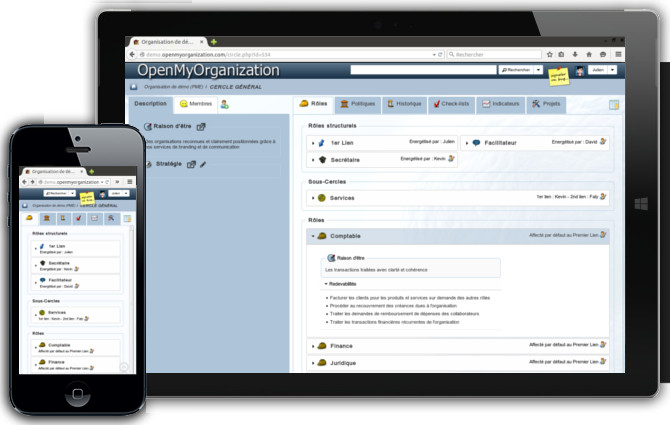 Organisation de dé...
demo.openmyorganization.com/circle.php?id=534
Rechercher
OpenMyOrganization
Rechercher
Julien
Organisation de démo (PME) / CERCLE GÉNÉRAL
Description
Membres
Rôles
Politiques
Historique
Check-lists
Indicateurs
Projets
Raison d'être
Des organisations reconnues et clairement positionnées grâce à
nos services de branding et de communication
Stratégie
Rôles structurels
1er Lien
Energétisé par : Julien
Facilitateur
Energétisé par : David
Secrétaire
Energétisé par : Kevin
Sous-Cercles
Services
1er lien : Kevin - 2nd lien : Faly
Rôles
Comptable
Affecté par défaut au Premier Lien
Raison d'être
Les transactions traitées avec clarté et cohérence
Redevabilités
Facturer les clients pour les produits et services sur demande des autres rôles
Procéder au recouvrement des créances dues à l'organisation
Traiter les demandes de remboursement de dépenses des collaborateurs
Traiter les transactions financières récurrentes de l'organisation
Finance
Affecté par défaut au Premier Lien
Juridique
Affecté par défaut au Premier Lien
Organisation de dé...
demo.openmyorganization
Rechercher
Julien
Organisation de démo (PME) / CERCLE GÉNÉRAL
Rôles structurels
1er Lien
Energétisé par : Julien
Secrétaire
Energétisé par : Kevin
Facilitateur
Energétisé par : David
Sous-Cercles
Services
1er lien : Kevin - 2nd lien : Faly
Rôles
Comptable
Affecté par défaut au Premier Lien
Finance
Affecté par défaut au Premier Lien